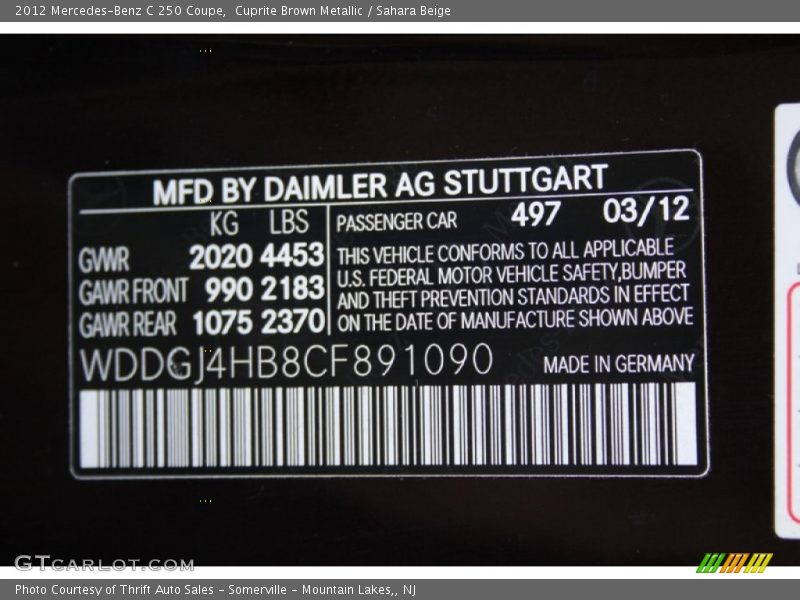 2012 Mercedes-Benz C 250 Coupe,  Cuprite Brown Metallic / Sahara Beige
MFD BY DAIMLER AG STUTTGART
KG LBS PASSENGER CAR 497 03/12
GWR 2020 4453
GAWR FRONT 990 2183
GAWR REAR 1075 2370
THIS VEHICLE CONFORMS TO ALL APPLICABLE
U.S. FEDERAL MOTOR VEHICLE SAFETY,BUMPER
AND THEFT PREVENTION STANDARDS IN EFFECT
ON THE DATE OF MANUFACTURE SHOWN ABOVE
WDDGJ4HB8CF891090 MADE IN GERMANY
GTCARLOT.COM
Photo Courtesy of Thrift Auto Sales - Somerville - Mountain Lakes,, NJ